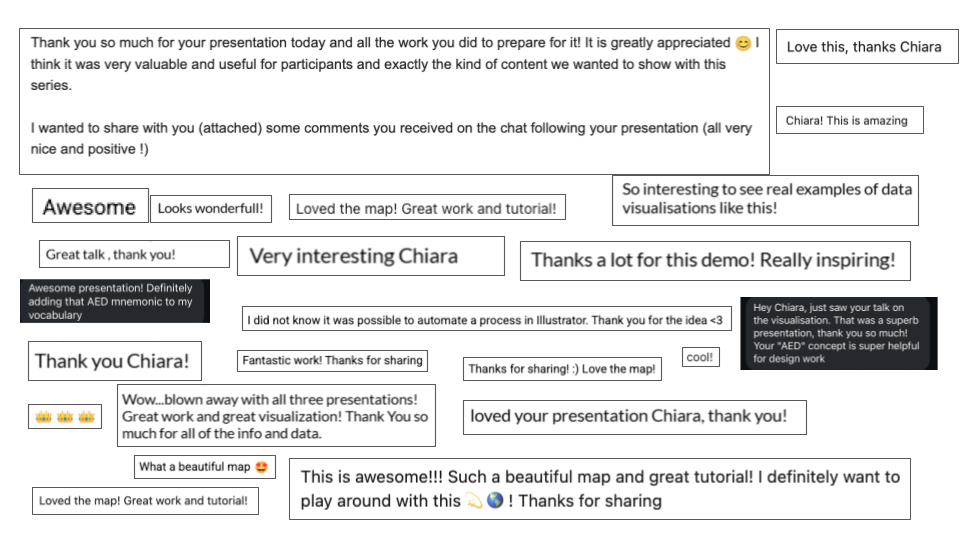 Thank you so much for your presentation today and all the work you did to prepare for it! It is greatly appreciated 😊 I
think it was very valuable and useful for participants and exactly the kind of content we wanted to show with this
series.
I wanted to share with you (attached) some comments you received on the chat following your presentation (all very
nice and positive !)
Love this, thanks Chiara
Chiara! This is amazing
Awesome
Looks wonderfull!
Loved the map! Great work and tutorial!
So interesting to see real examples of data
visualisations like this!
Great talk , thank you!
Very interesting Chiara
Thanks a lot for this demo! Really inspiring!
Awesome presentation! Definitely
adding that AED mnemonic to my
vocabulary
I did not know it was possible to automate a process in Illustrator. Thank you for the idea <3
Hey Chiara, just saw your talk on
the visualisation. That was a superb
presentation, thank you so much!
Your "AED" concept is super helpful
for design work
Thank you Chiara!
Fantastic work! Thanks for sharing
Thanks for sharing! :) Love the map!
cool!
👑 👑 👑
Wow...blown away with all three presentations!
Great work and great visualization! Thank You so
much for all of the info and data.
loved your presentation Chiara, thank you!
What a beautiful map 🤩
Loved the map! Great work and tutorial!
This is awesome!!! Such a beautiful map and great tutorial! I definitely want to
play around with this 💫 🌎 ! Thanks for sharing